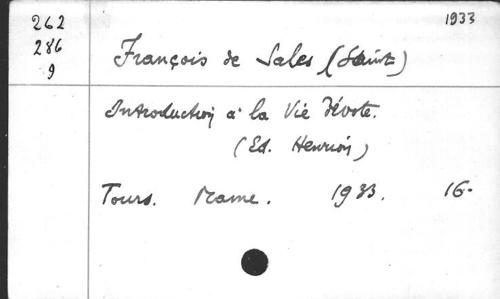 1933
262
286
9
François de Sales (Saint)
Introduction à la Vie Dévote.
(Ed. Henrion)
Tours. Mame. 1933. 16-